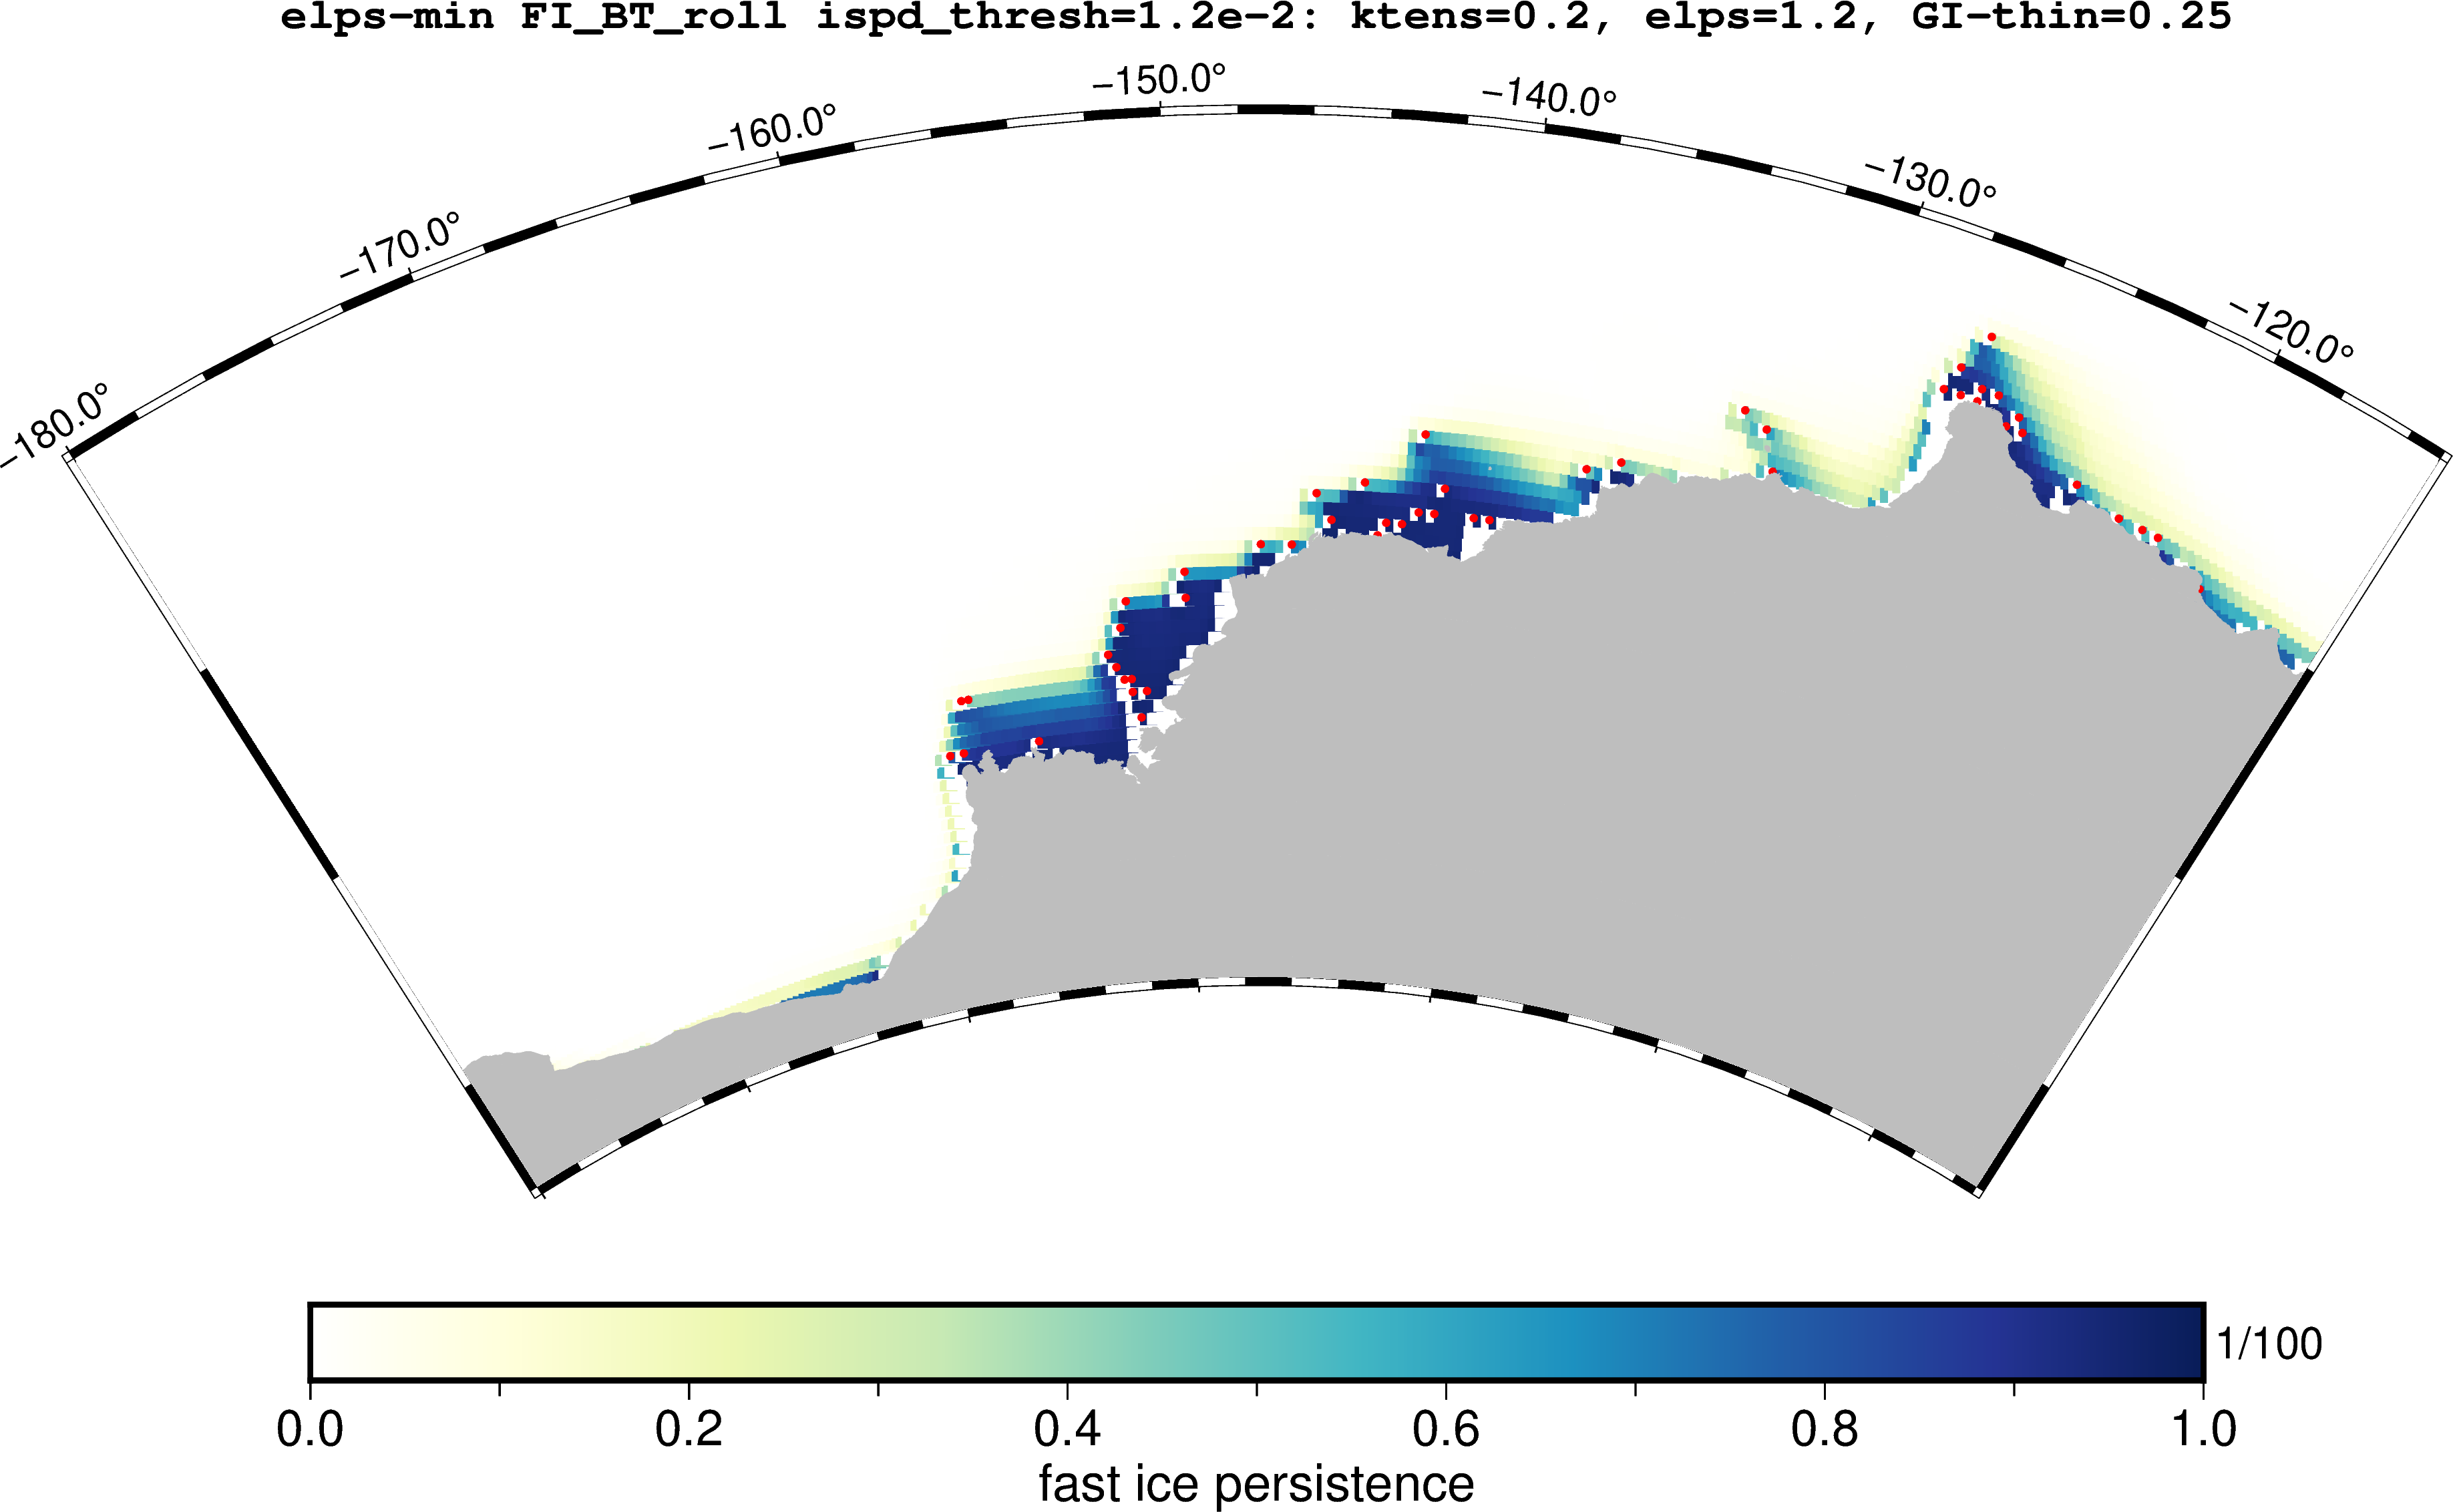 elps-min FI_BT_roll ispd_thresh=1.2e-2: ktens=0.2, elps=1.2, GI-thin=0.25
-180.0°
-170.0°
-160.0°
-150.0°
-140.0°
-130.0°
-120.0°
1/100
0.0 0.2 0.4 0.6 0.8 1.0
fast ice persistence